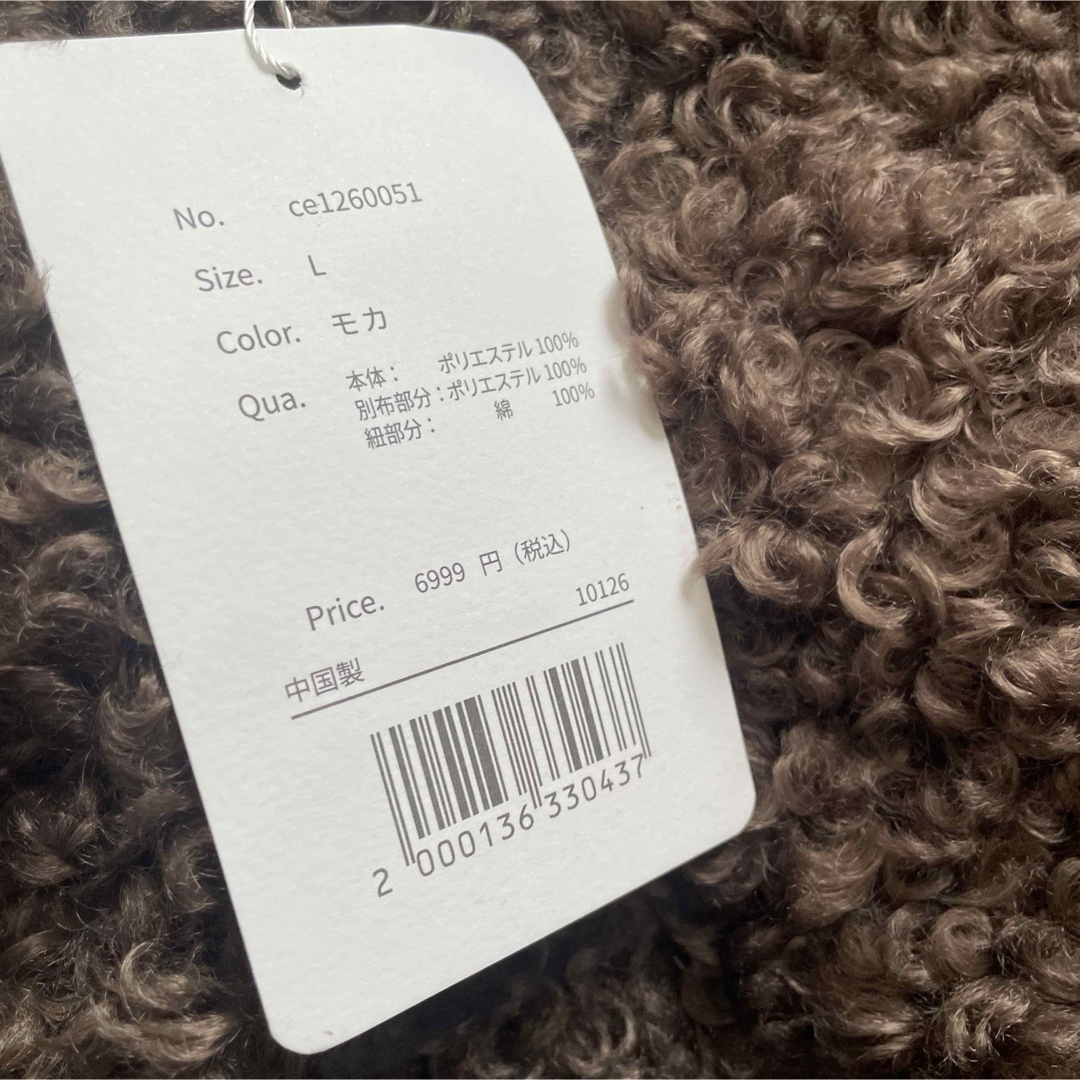 No. ce1260051
Size. L
Color. モカ
Qua. 本体： ポリエステル 100%
別布部分：ポリエステル 100%
紐部分： 綿 100%
Price. 6999 円（税込）
10126
中国製
2 000136 330437